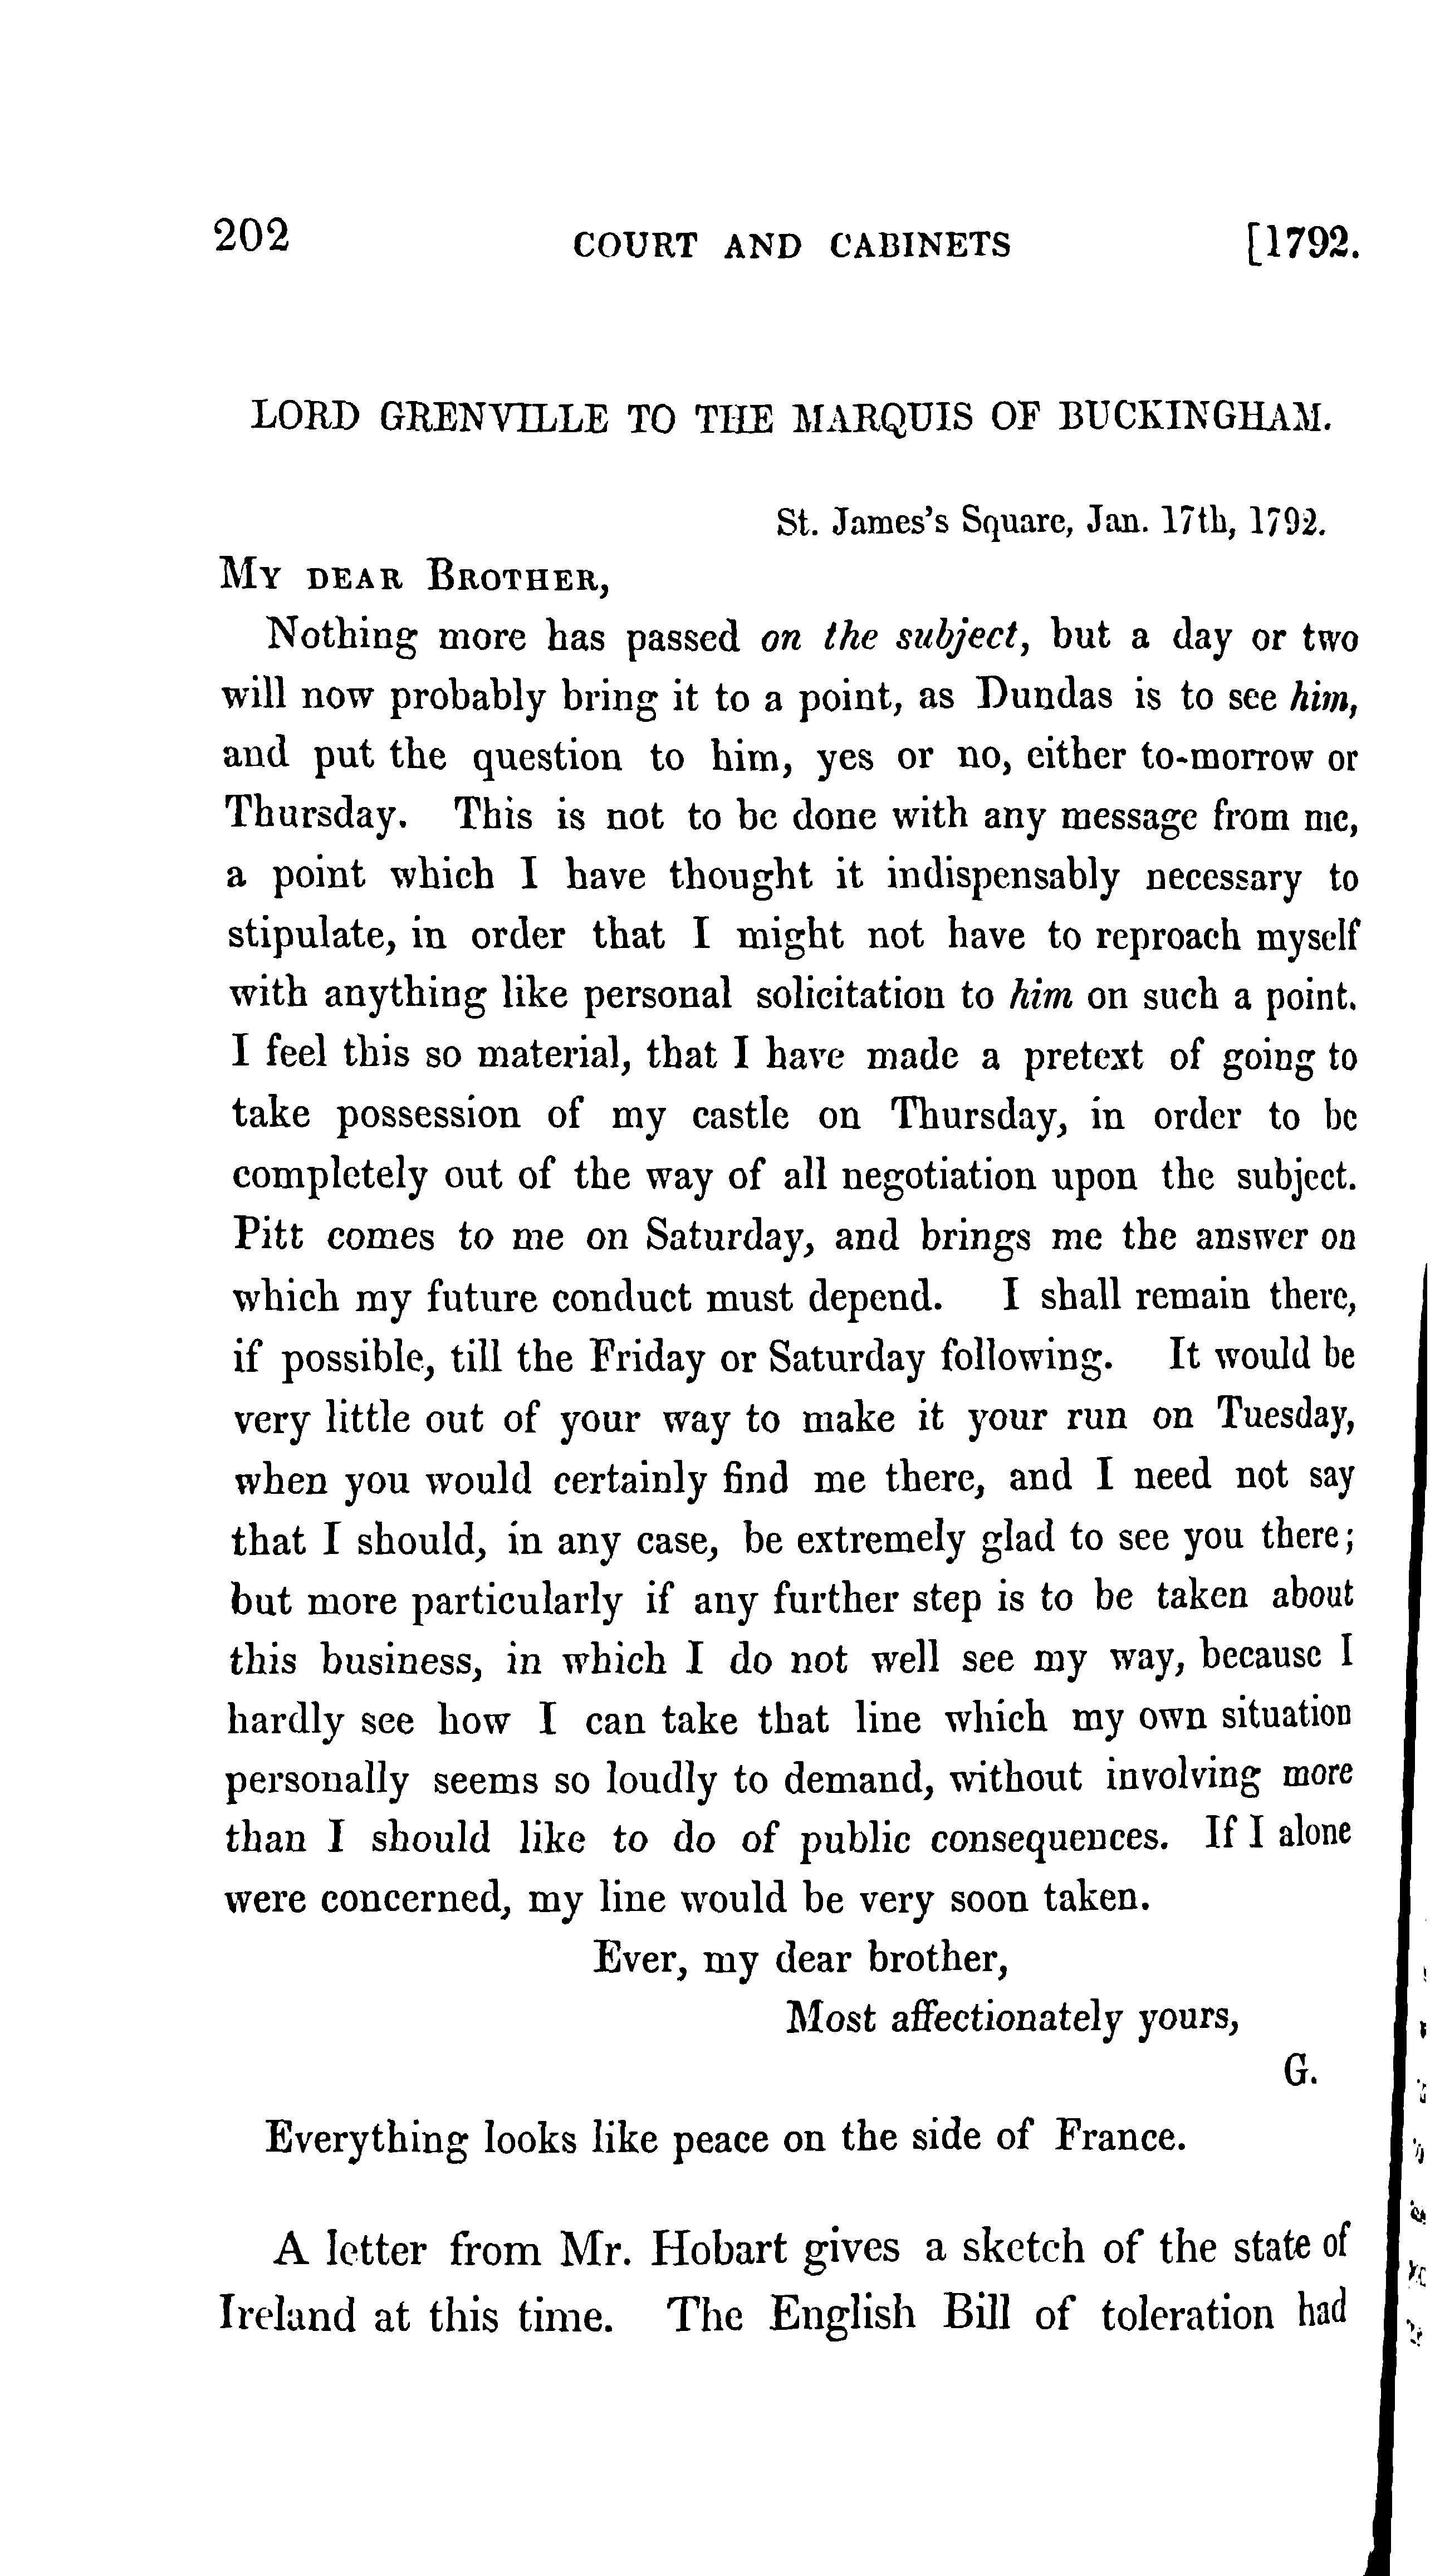 202 COURT AND CABINETS [1792.
LORD GRENVILLE TO THE MARQUIS OF BUCKINGHAM.
St. James's Square, Jan. 17th, 1792.
MY DEAR BROTHER,
Nothing more has passed on the subject, but a day or two
will now probably bring it to a point, as Dundas is to see him,
and put the question to him, yes or no, either to-morrow or
Thursday. This is not to be done with any message from me,
a point which I have thought it indispensably necessary to
stipulate, in order that I might not have to reproach myself
with anything like personal solicitation to him on such a point.
I feel this so material, that I have made a pretext of going to
take possession of my castle on Thursday, in order to be
completely out of the way of all negotiation upon the subject.
Pitt comes to me on Saturday, and brings me the answer on
which my future conduct must depend. I shall remain there,
if possible, till the Friday or Saturday following. It would be
very little out of your way to make it your run on Tuesday,
when you would certainly find me there, and I need not say
that I should, in any case, be extremely glad to see you there;
but more particularly if any further step is to be taken about
this business, in which I do not well see my way, because I
hardly see how I can take that line which my own situation
personally seems so loudly to demand, without involving more
than I should like to do of public consequences. If I alone
were concerned, my line would be very soon taken.
Ever, my dear brother,
Most affectionately yours,
G.
Everything looks like peace on the side of France.
A letter from Mr. Hobart gives a sketch of the state of
Ireland at this time. The English Bill of toleration had